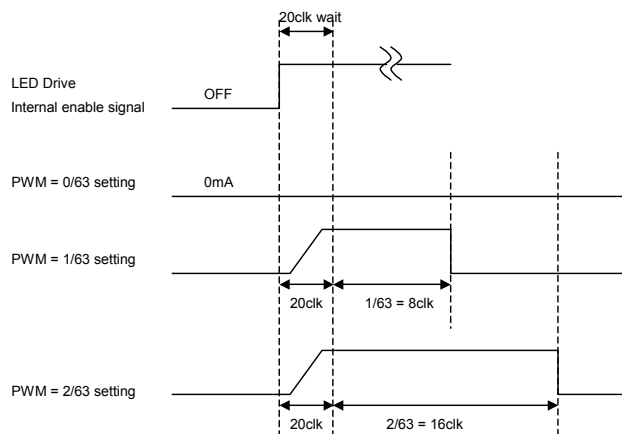 20clk wait
LED Drive
Internal enable signal
OFF
PWM = 0/63 setting
0mA
PWM = 1/63 setting
20clk
1/63 = 8clk
PWM = 2/63 setting
20clk
2/63 = 16clk